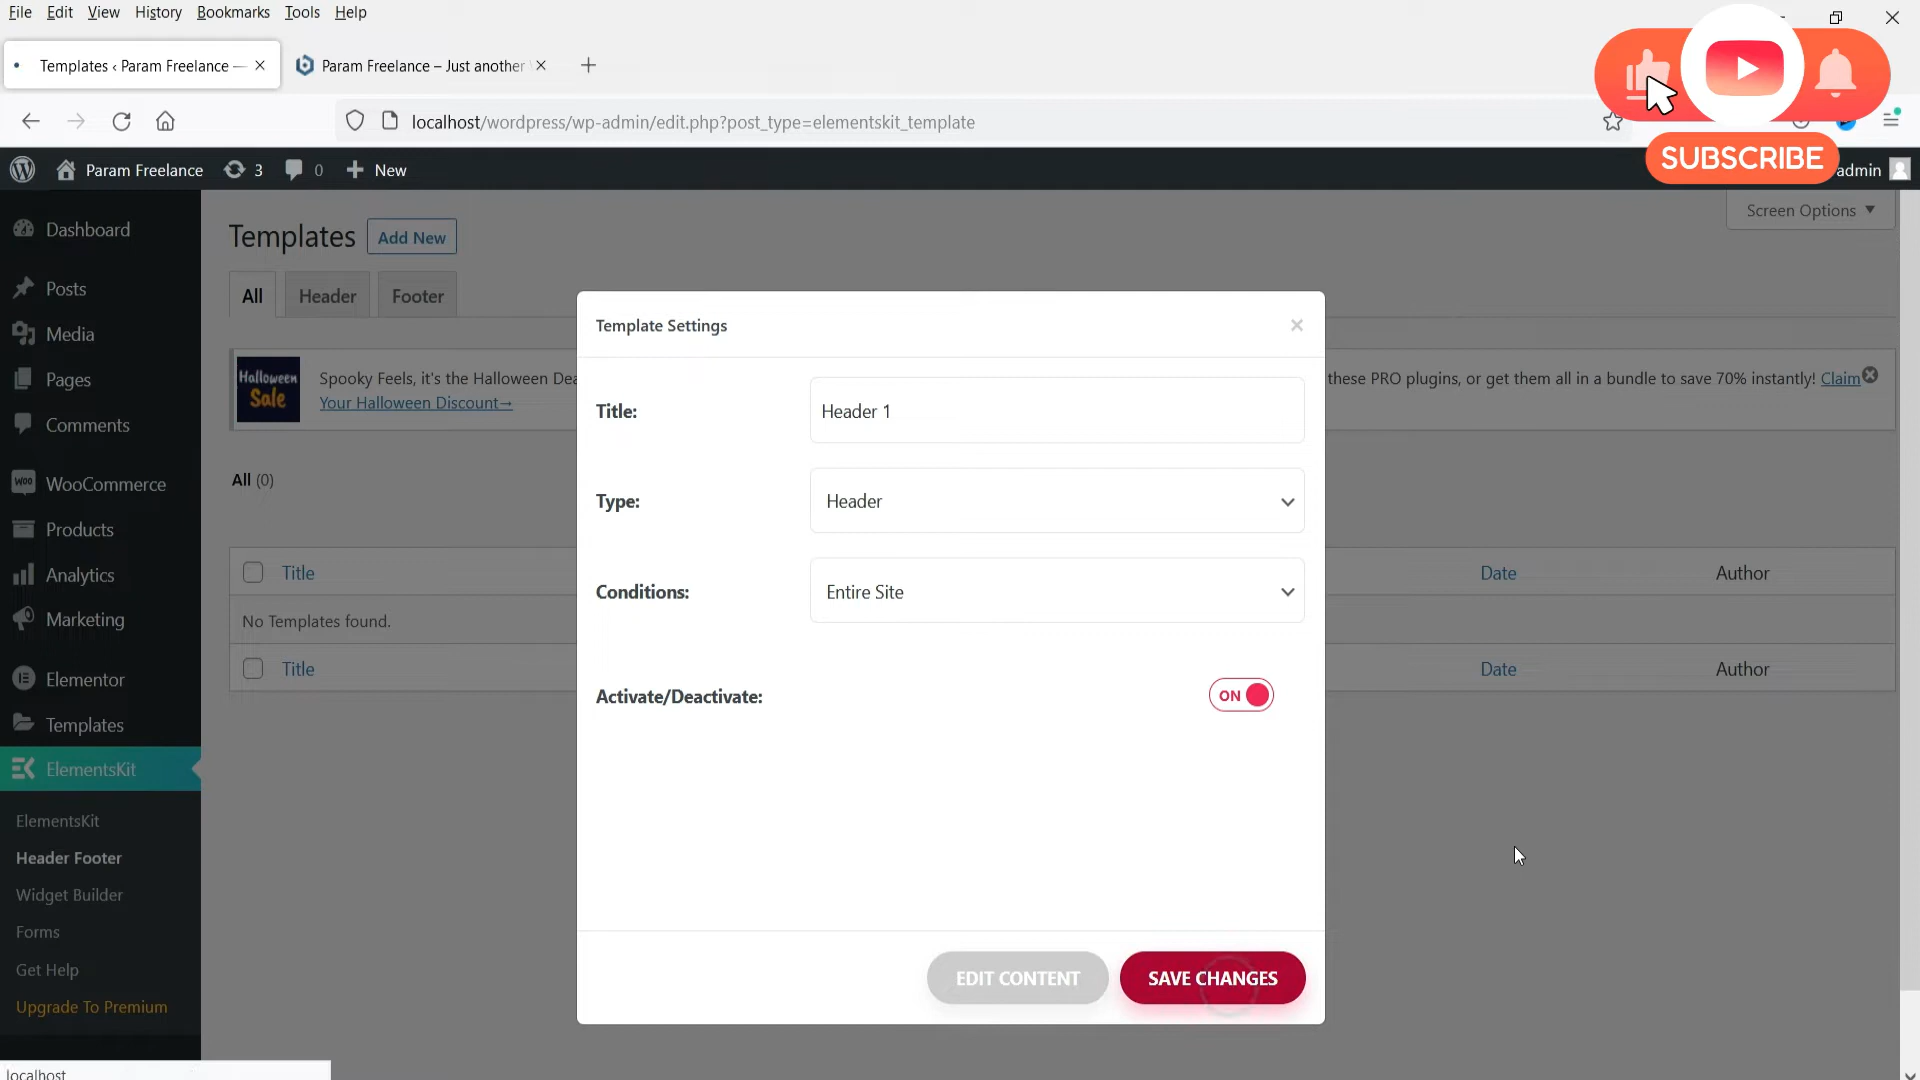 File Edit View History Bookmarks Tools Help
Templates ‹ Param Freelance —
Param Freelance – Just another
localhost/wordpress/wp-admin/edit.php?post_type=elementskit_template
SUBSCRIBE
Param Freelance 3 0 New
admin
Dashboard
Posts
Media
Pages
Comments
WooCommerce
Products
Analytics
Marketing
Elementor
Templates
ElementsKit
ElementsKit
Header Footer
Widget Builder
Forms
Get Help
Upgrade To Premium
Templates Add New
Screen Options
All Header Footer
Halloween Sale
Spooky Feels, it's the Halloween Dea
these PRO plugins, or get them all in a bundle to save 70% instantly! Claim
Your Halloween Discount→
All (0)
Title Date Author
No Templates found.
Title Date Author
Template Settings
Title: Header 1
Type: Header
Conditions: Entire Site
Activate/Deactivate: ON
EDIT CONTENT SAVE CHANGES
localhost